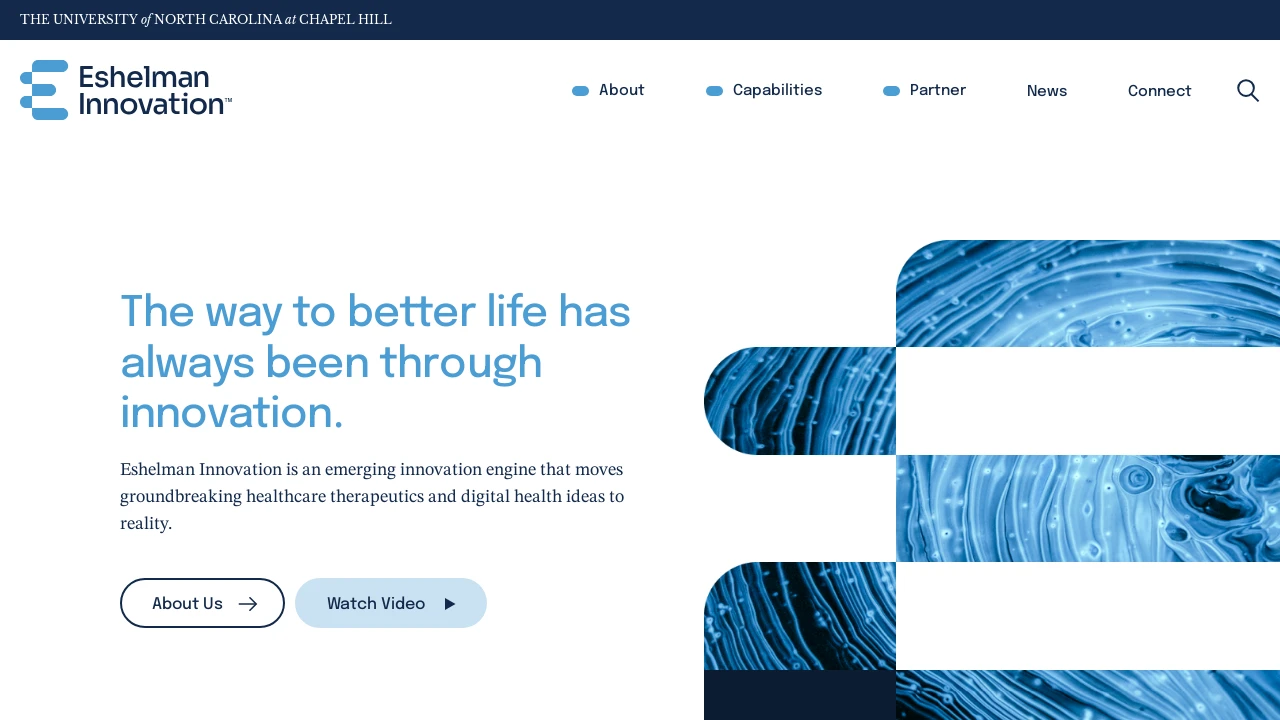 THE UNIVERSITY of NORTH CAROLINA at CHAPEL HILL
Eshelman
Innovation™
About
Capabilities
Partner
News
Connect
The way to better life has
always been through
innovation.
Eshelman Innovation is an emerging innovation engine that moves
groundbreaking healthcare therapeutics and digital health ideas to
reality.
About Us
Watch Video